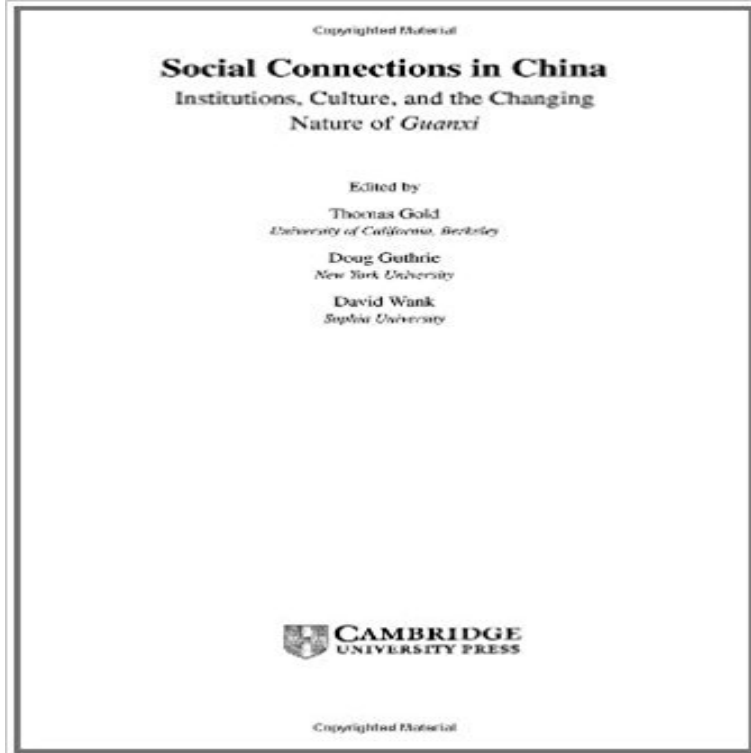 Copyrighted Material
Social Connections in China
Institutions, Culture, and the Changing
Nature of Guanxi
Edited by
Thomas Gold
University of California, Berkeley
Doug Guthrie
New York University
David Wank
Sophia University
CAMBRIDGE
UNIVERSITY PRESS
Copyrighted Material